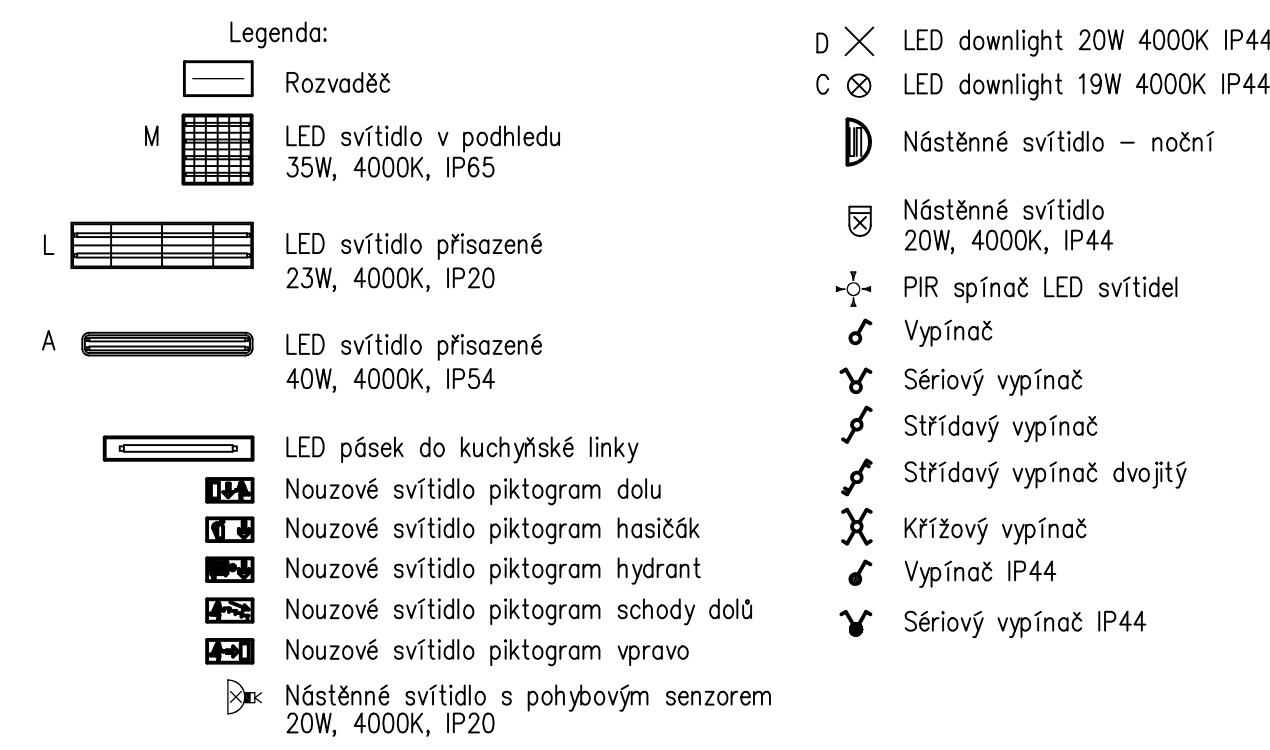 Legenda:
Rozvaděč
M LED svítidlo v podhledu
35W, 4000K, IP65
L LED svítidlo přisazené
23W, 4000K, IP20
A LED svítidlo přisazené
40W, 4000K, IP54
LED pásek do kuchyňské linky
Nouzové svítidlo piktogram dolu
Nouzové svítidlo piktogram hasičák
Nouzové svítidlo piktogram hydrant
Nouzové svítidlo piktogram schody dolů
Nouzové svítidlo piktogram vpravo
Nástěnné svítidlo s pohybovým senzorem
20W, 4000K, IP20
D LED downlight 20W 4000K IP44
C LED downlight 19W 4000K IP44
Nástěnné svítidlo – noční
Nástěnné svítidlo
20W, 4000K, IP44
PIR spínač LED svítidel
Vypínač
Sériový vypínač
Střídavý vypínač
Střídavý vypínač dvojitý
Křížový vypínač
Vypínač IP44
Sériový vypínač IP44